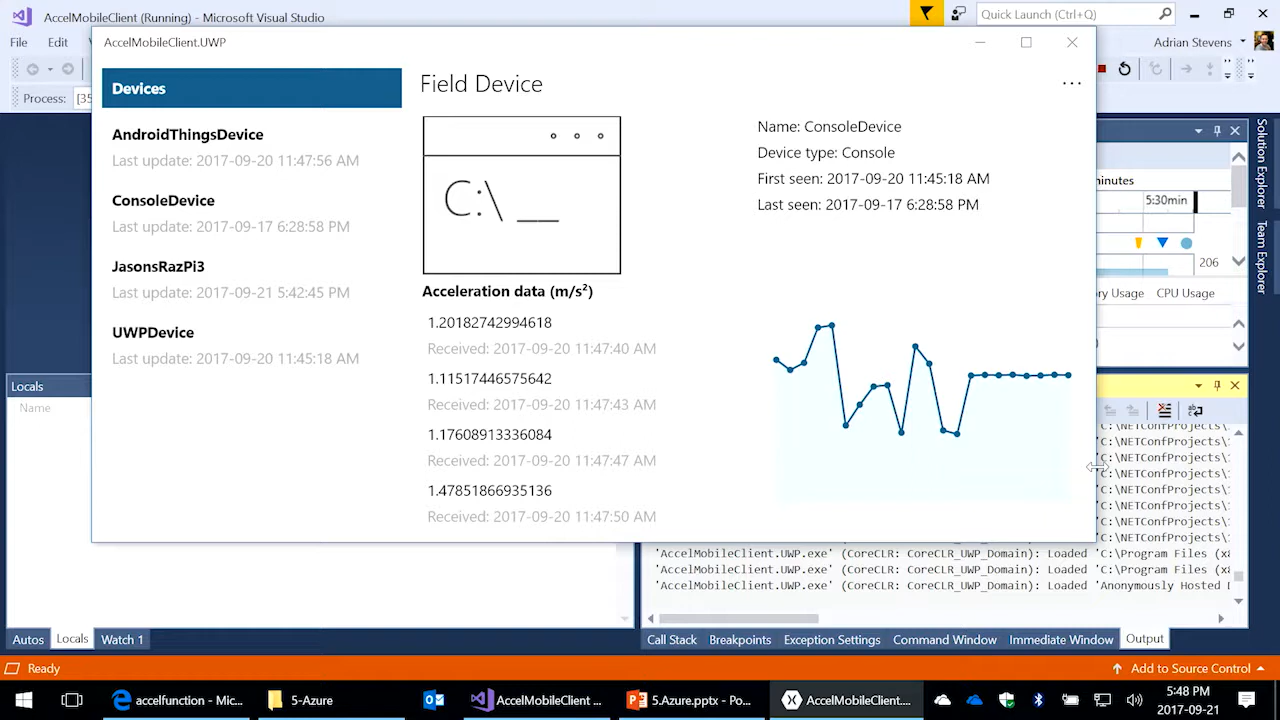 AccelMobileClient (Running) - Microsoft Visual Studio
Quick Launch (Ctrl+Q)
File Edit
Adrian Stevens
AccelMobileClient.UWP
Process: [35
Devices
Field Device
AndroidThingsDevice
Last update: 2017-09-20 11:47:56 AM
ConsoleDevice
Last update: 2017-09-17 6:28:58 PM
JasonsRazPi3
Last update: 2017-09-21 5:42:45 PM
UWPDevice
Last update: 2017-09-20 11:45:18 AM
C:\ __
Name: ConsoleDevice
Device type: Console
First seen: 2017-09-20 11:45:18 AM
Last seen: 2017-09-17 6:28:58 PM
Acceleration data (m/s²)
1.20182742994618
Received: 2017-09-20 11:47:40 AM
1.11517446575642
Received: 2017-09-20 11:47:43 AM
1.17608913336084
Received: 2017-09-20 11:47:47 AM
1.47851866935136
Received: 2017-09-20 11:47:50 AM
minutes
5:30min
206
ory Usage CPU Usage
Solution Explorer
Team Explorer
Locals
Name
'C:\NETConfProjects\
'C:\NETConfProjects\
'C:\NETConfProjects\
'C:\NETConfProjects\
'C:\NETConfProjects\
'C:\NETConfProjects\
'C:\NETConfProjects\
'C:\NETConfProjects\
'AccelMobileClient.UWP.exe' (CoreCLR: CoreCLR_UWP_Domain): Loaded 'C:\Program Files (x
'AccelMobileClient.UWP.exe' (CoreCLR: CoreCLR_UWP_Domain): Loaded 'C:\Program Files (x
'AccelMobileClient.UWP.exe' (CoreCLR: CoreCLR_UWP_Domain): Loaded 'Anonymously Hosted
Autos Locals Watch 1
Call Stack Breakpoints Exception Settings Command Window Immediate Window Output
Ready
Add to Source Control
accelfunction - Mic...
5-Azure
AccelMobileClient ...
5.Azure.pptx - Po...
AccelMobileClient....
5:48 PM
2017-09-21